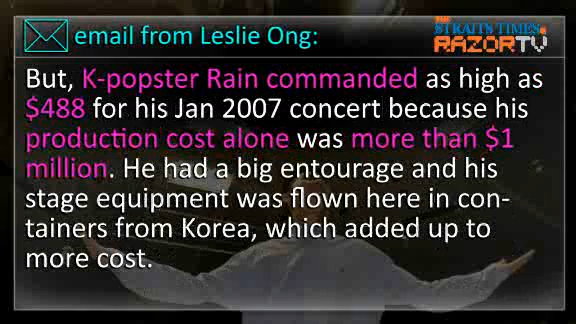 email from Leslie Ong:
THE STRAITS TIMES
RAZORTV
But, K-popster Rain commanded as high as
$488 for his Jan 2007 concert because his
production cost alone was more than $1
million. He had a big entourage and his
stage equipment was flown here in con-
tainers from Korea, which added up to
more cost.